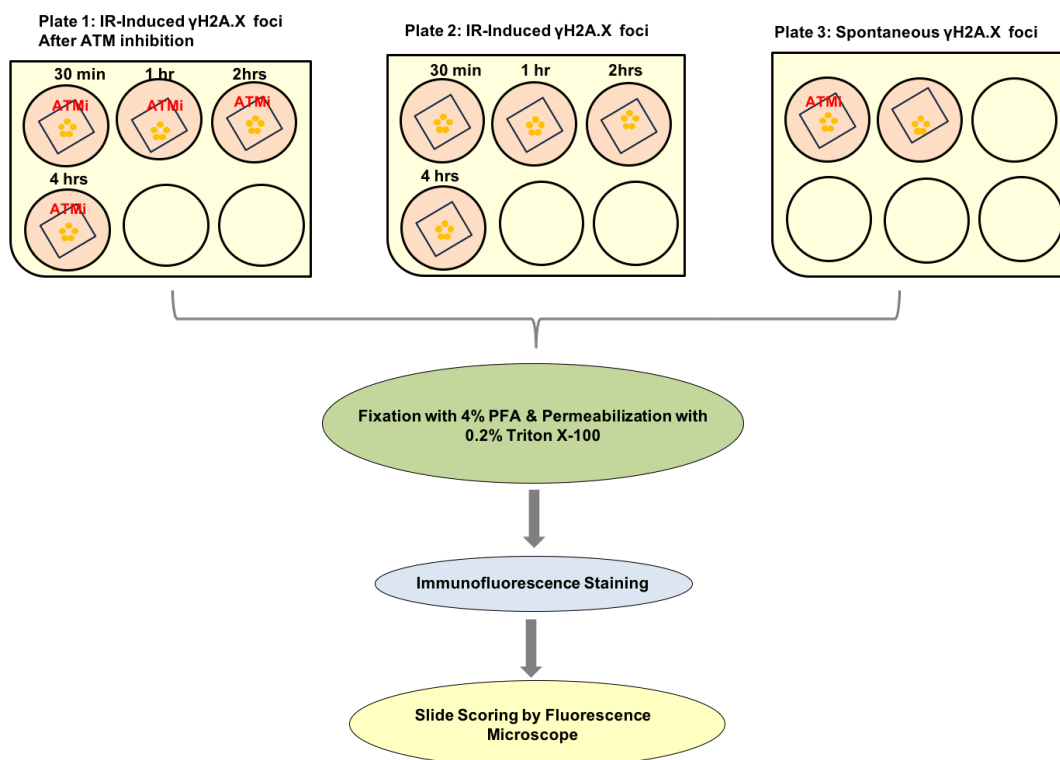 Plate 1: IR-Induced γH2A.X foci
After ATM inhibition
30 min 1 hr 2hrs
ATMi ATMi ATMi
4 hrs
ATMi
Plate 2: IR-Induced γH2A.X foci
30 min 1 hr 2hrs
4 hrs
Plate 3: Spontaneous γH2A.X foci
ATMi
Fixation with 4% PFA & Permeabilization with
0.2% Triton X-100
Immunofluorescence Staining
Slide Scoring by Fluorescence
Microscope